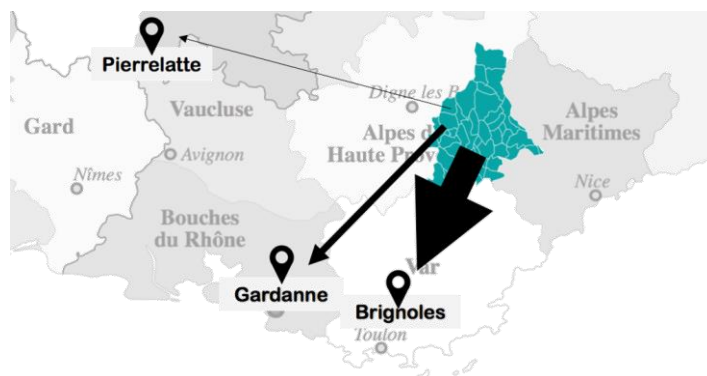 Pierrelatte
Digne les B
Vaucluse
Alpes
Maritimes
Gard
Alpes d
Haute Prov
Avignon
Nîmes
Nice
Bouches
du Rhône
Var
Gardanne
Brignoles
Toulon